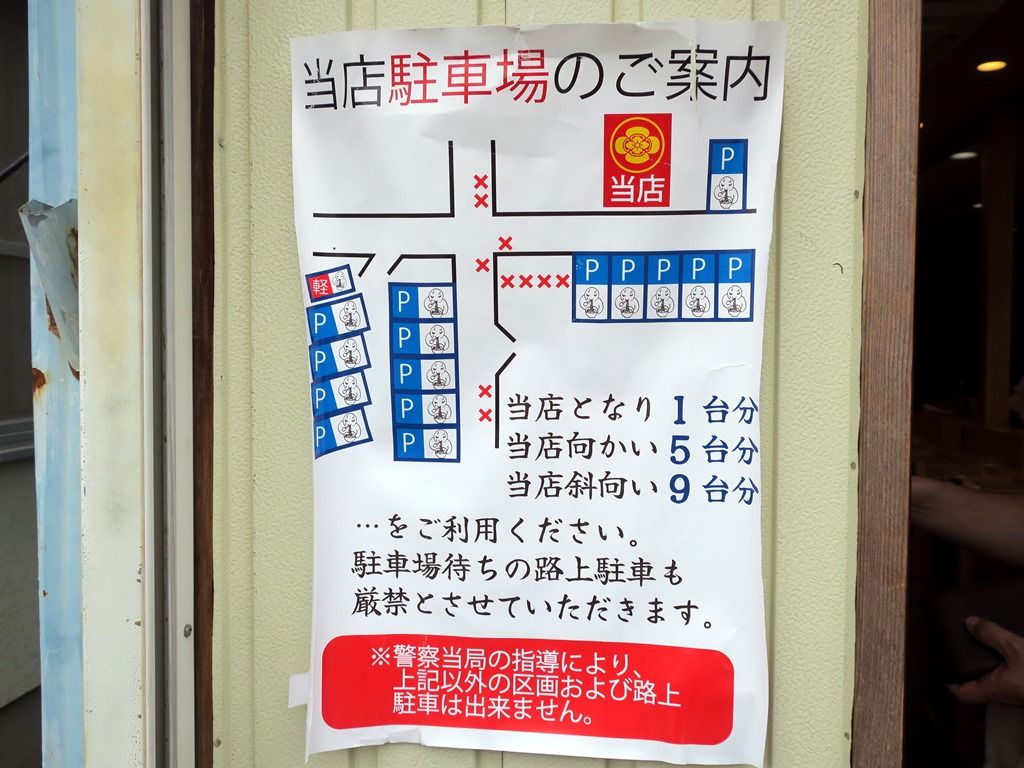 当店駐車場のご案内
当店
P
P P P P P
軽
P
P
P
P
P
P
P
P
P
当店となり 1 台分
当店向かい 5 台分
当店斜向い 9 台分
…をご利用ください。
駐車場待ちの路上駐車も
厳禁とさせていただきます。
※警察当局の指導により、
上記以外の区画および路上
駐車は出来ません。